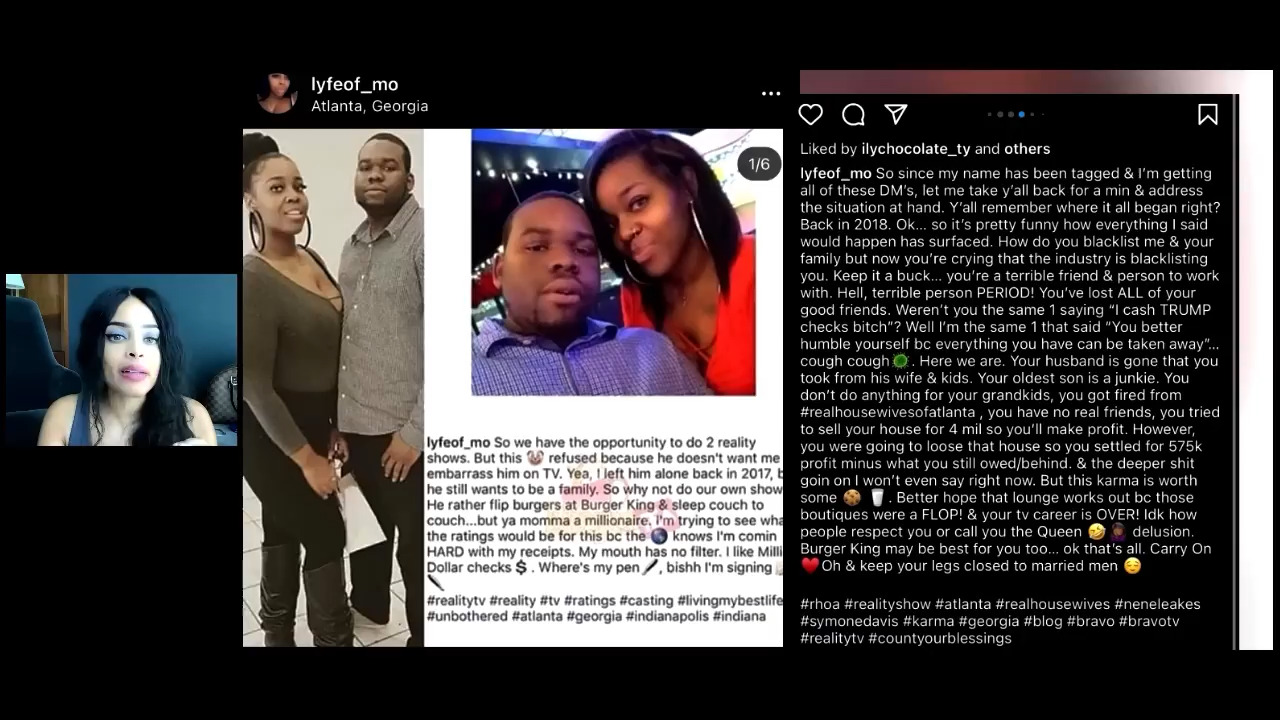 lyfeof_mo
Atlanta, Georgia
1/6
lyfeof_mo So we have the opportunity to do 2 reality
shows. But this 🤡 refused because he doesn't want me
embarrass him on TV. Yea, I left him alone back in 2017, b
he still wants to be a family. So why not do our own show
He rather flip burgers at Burger King & sleep couch to
couch...but ya momma a millionaire. I'm trying to see wha
the ratings would be for this bc the 🌎 knows I'm comin
HARD with my receipts. My mouth has no filter. I like Milli
Dollar checks 💲. Where's my pen 🖊, bishh I'm signing
#realitytv #reality #tv #ratings #casting #livingmybestlife
#unbothered #atlanta #georgia #indianapolis #indiana
Liked by ilychocolate_ty and others
lyfeof_mo So since my name has been tagged & I'm getting
all of these DM's, let me take y'all back for a min & address
the situation at hand. Y'all remember where it all began right?
Back in 2018. Ok... so it's pretty funny how everything I said
would happen has surfaced. How do you blacklist me & your
family but now you're crying that the industry is blacklisting
you. Keep it a buck... you're a terrible friend & person to work
with. Hell, terrible person PERIOD! You've lost ALL of your
good friends. Weren't you the same 1 saying "I cash TRUMP
checks bitch"? Well I'm the same 1 that said "You better
humble yourself bc everything you have can be taken away"...
cough cough🦠. Here we are. Your husband is gone that you
took from his wife & kids. Your oldest son is a junkie. You
don't do anything for your grandkids, you got fired from
#realhousewivesofatlanta , you have no real friends, you tried
to sell your house for 4 mil so you'll make profit. However,
you were going to loose that house so you settled for 575k
profit minus what you still owed/behind. & the deeper shit
goin on I won't even say right now. But this karma is worth
some 🍪 🥛. Better hope that lounge works out bc those
boutiques were a FLOP! & your tv career is OVER! Idk how
people respect you or call you the Queen 🤣🤦🏾‍♀️ delusion.
Burger King may be best for you too... ok that's all. Carry On
♥️Oh & keep your legs closed to married men 😌
#rhoa #realityshow #atlanta #realhousewives #neneleakes
#symonedavis #karma #georgia #blog #bravo #bravotv
#realitytv #countyourblessings